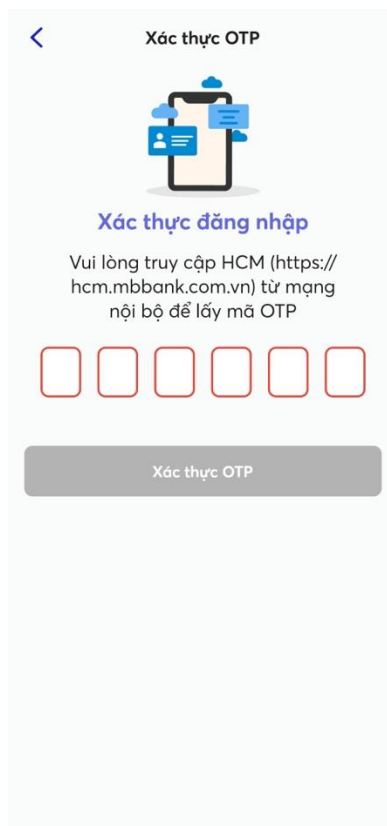 Xác thực OTP
Xác thực đăng nhập
Vui lòng truy cập HCM (https://
hcm.mbbank.com.vn) từ mạng
nội bộ để lấy mã OTP
Xác thực OTP